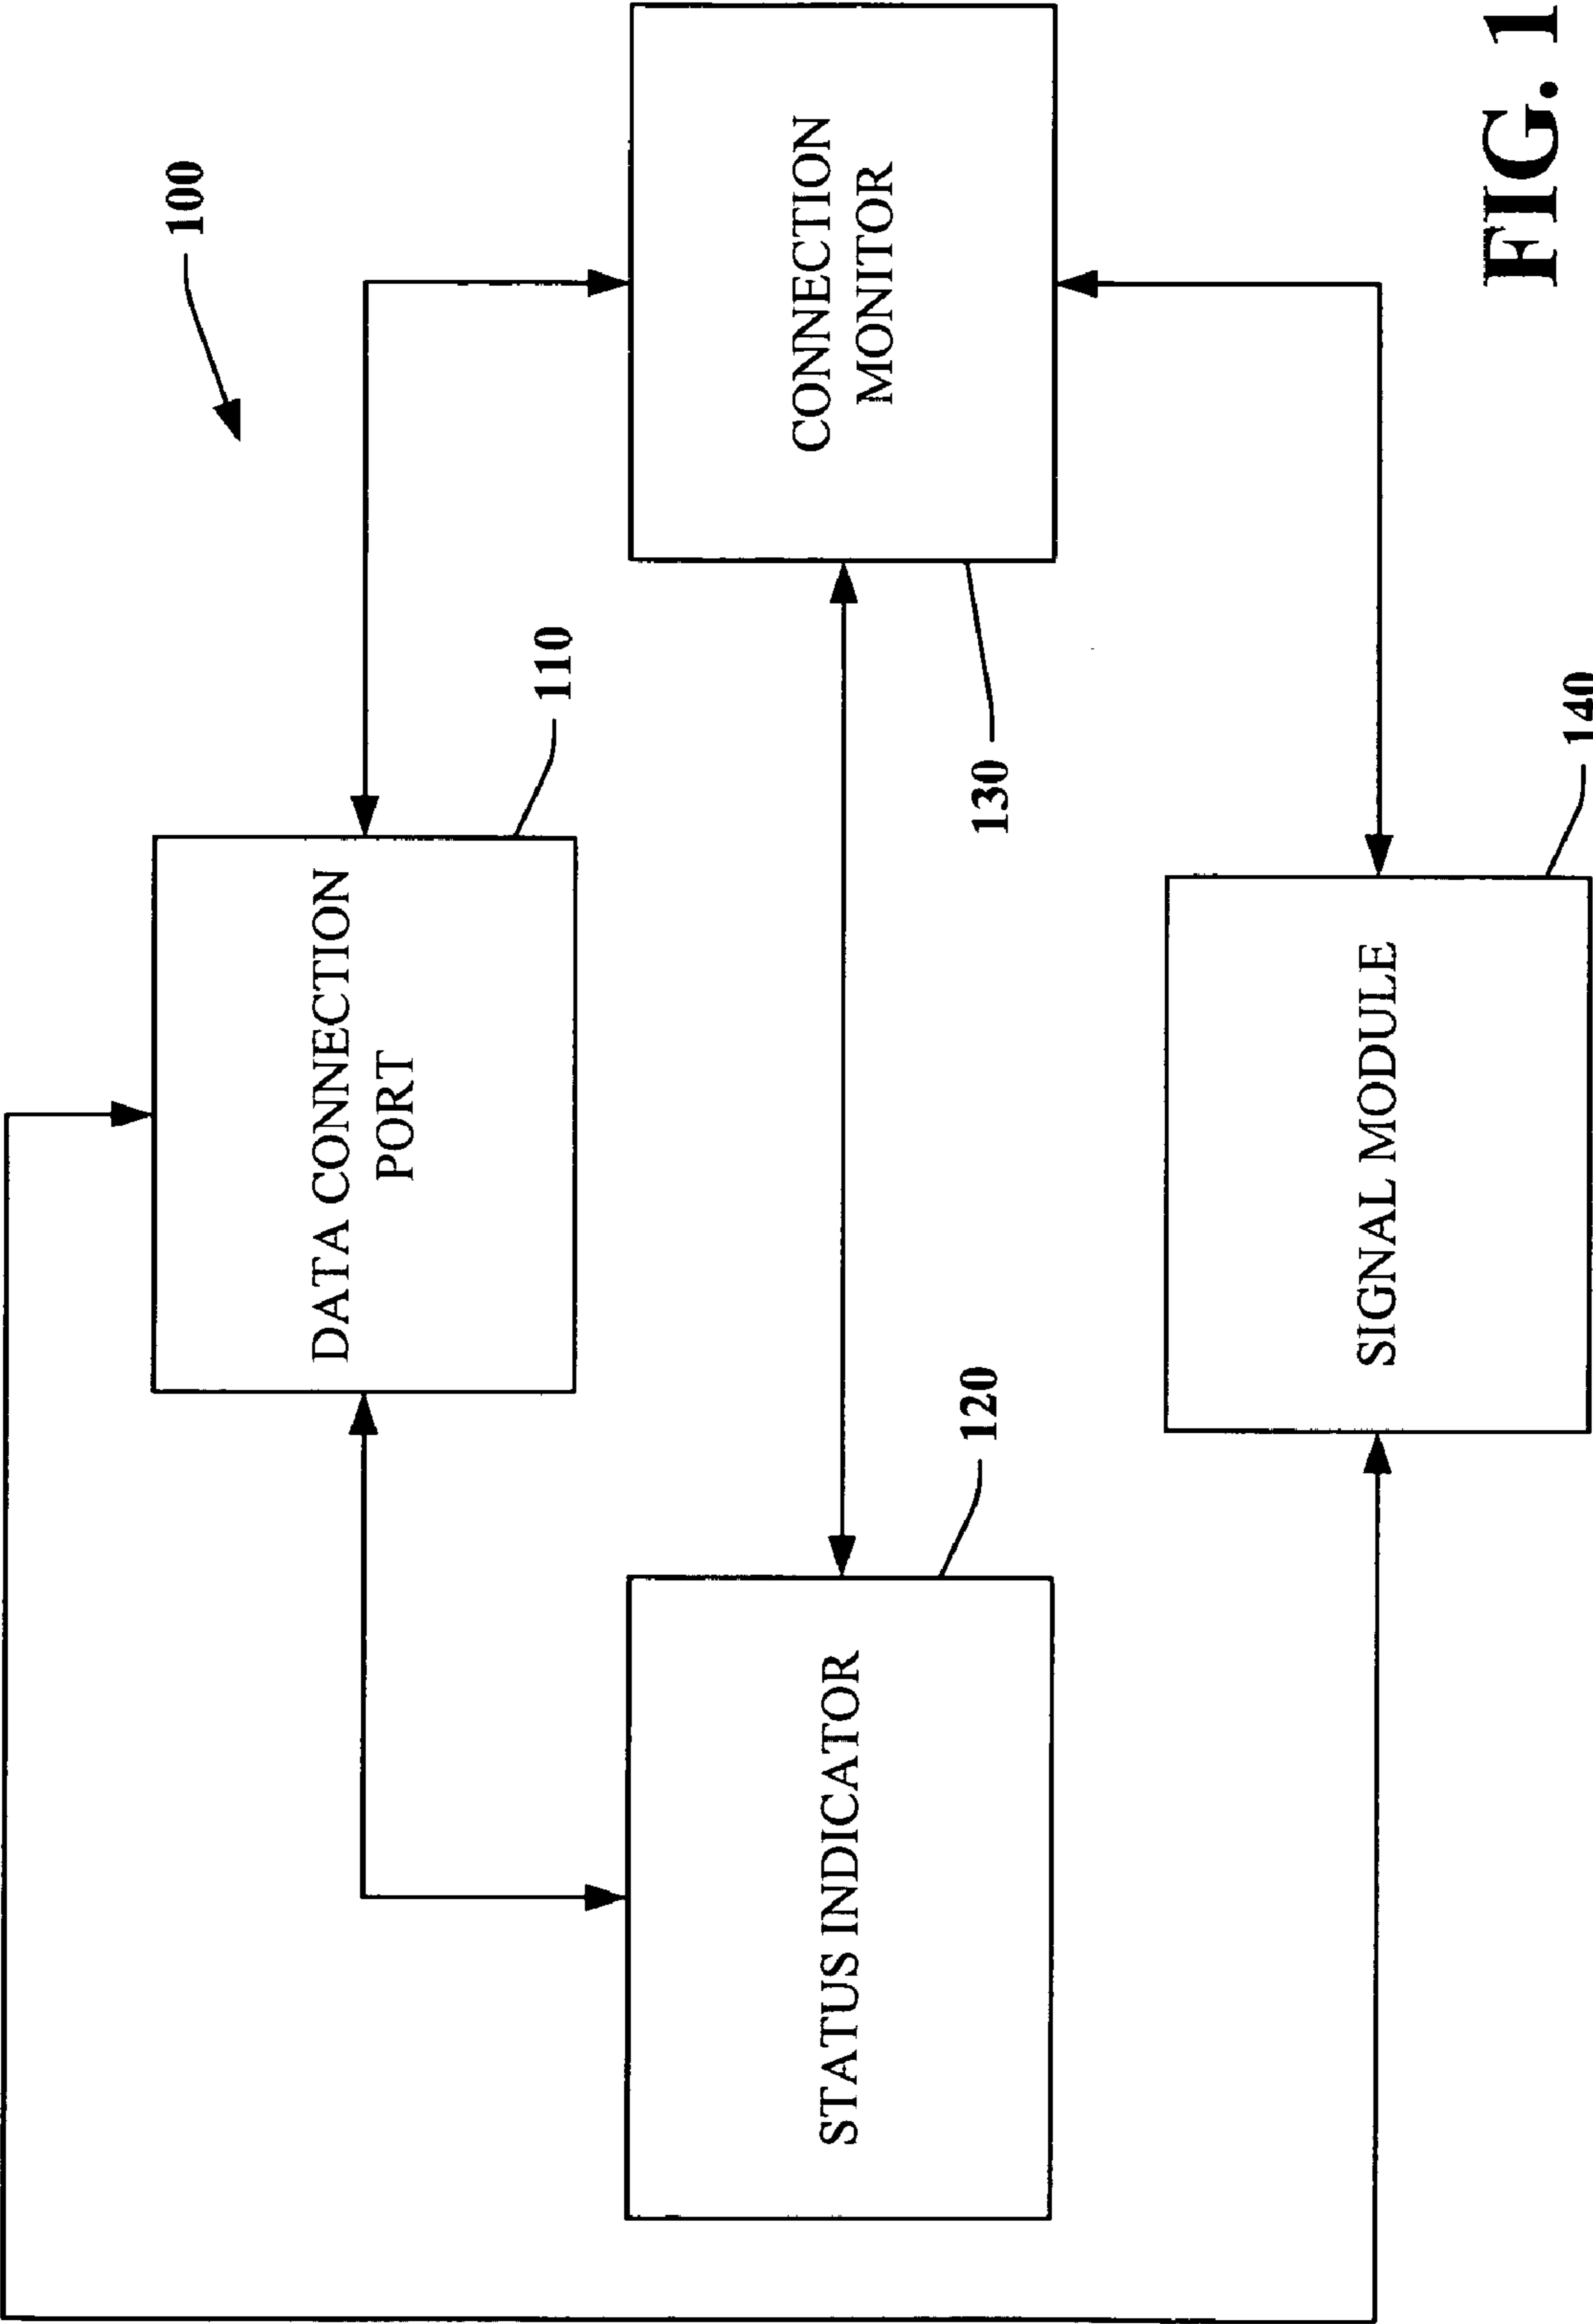 100
DATA CONNECTION
PORT
110
STATUS INDICATOR
120
CONNECTION
MONITOR
130
SIGNAL MODULE
140
FIG. 1